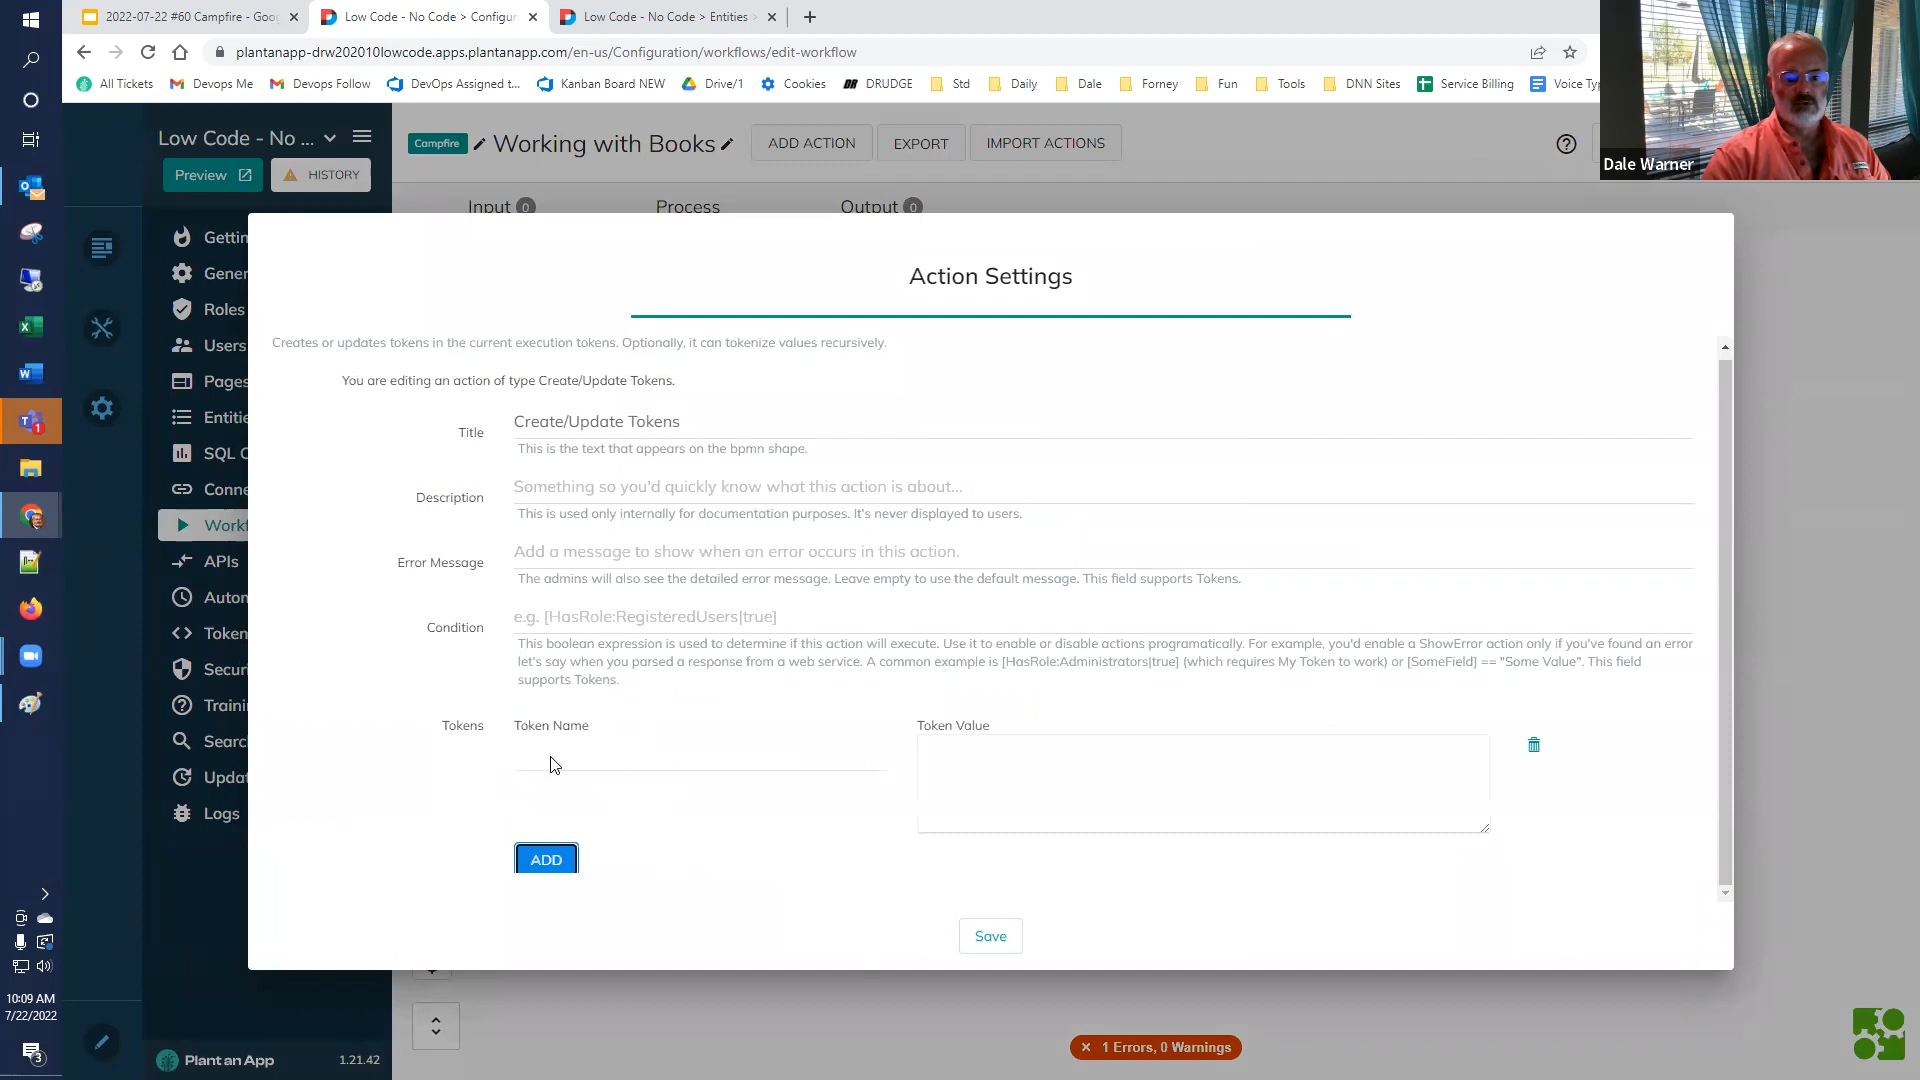 2022-07-22 #60 Campfire - Goog
Low Code - No Code > Configur
Low Code - No Code > Entities >
plantanapp-drw202010lowcode.apps.plantanapp.com/en-us/Configuration/workflows/edit-workflow
All Tickets
Devops Me
Devops Follow
DevOps Assigned t...
Kanban Board NEW
Drive/1
Cookies
DRUDGE
Std
Daily
Dale
Forney
Fun
Tools
DNN Sites
Service Billing
Voice Typ
Dale Warner
Low Code - No ...
Preview
HISTORY
Campfire
Working with Books
ADD ACTION
EXPORT
IMPORT ACTIONS
Input 0
Process
Output 0
Gettin
Gener
Roles
Users
Pages
Entitie
SQL C
Conne
Workf
APIs
Autom
Token
Securi
Traini
Searc
Updat
Logs
Action Settings
Creates or updates tokens in the current execution tokens. Optionally, it can tokenize values recursively.
You are editing an action of type Create/Update Tokens.
Title
Create/Update Tokens
This is the text that appears on the bpmn shape.
Description
Something so you'd quickly know what this action is about...
This is used only internally for documentation purposes. It's never displayed to users.
Error Message
Add a message to show when an error occurs in this action.
The admins will also see the detailed error message. Leave empty to use the default message. This field supports Tokens.
Condition
e.g. [HasRole:RegisteredUsers|true]
This boolean expression is used to determine if this action will execute. Use it to enable or disable actions programatically. For example, you'd enable a ShowError action only if you've found an error
let's say when you parsed a response from a web service. A common example is [HasRole:Administrators|true] (which requires My Token to work) or [SomeField] == "Some Value". This field
supports Tokens.
Tokens
Token Name
Token Value
ADD
Save
1 Errors, 0 Warnings
Plant an App
1.21.42
10:09 AM
7/22/2022
3